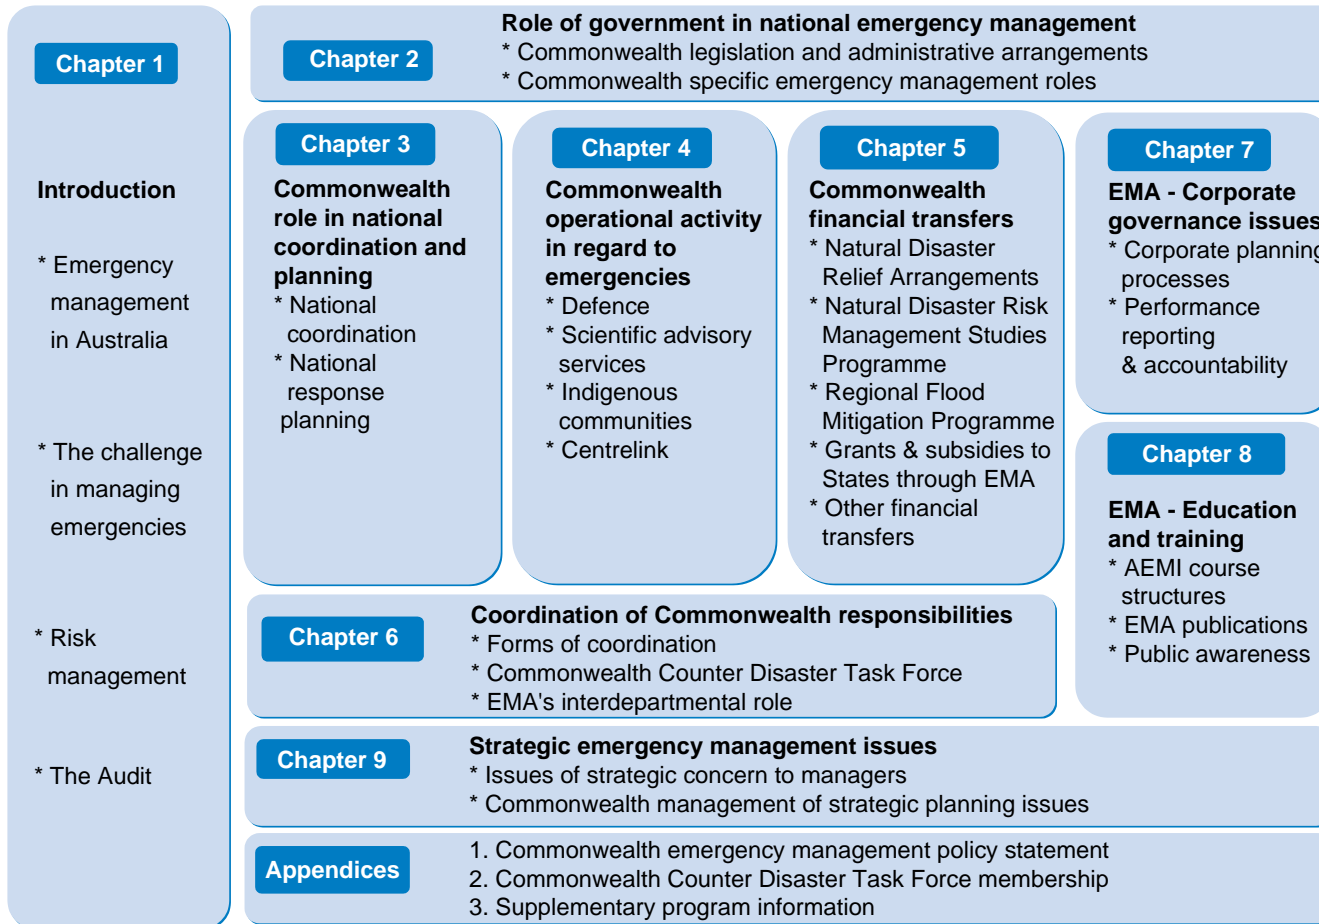 Chapter 1
Introduction
* Emergency
management
in Australia
* The challenge
in managing
emergencies
* Risk
management
* The Audit
Chapter 2
Role of government in national emergency management
* Commonwealth legislation and administrative arrangements
* Commonwealth specific emergency management roles
Chapter 3
Commonwealth
role in national
coordination and
planning
* National
coordination
* National
response
planning
Chapter 4
Commonwealth
operational activity
in regard to
emergencies
* Defence
* Scientific advisory
services
* Indigenous
communities
* Centrelink
Chapter 5
Commonwealth
financial transfers
* Natural Disaster
Relief Arrangements
* Natural Disaster Risk
Management Studies
Programme
* Regional Flood
Mitigation Programme
* Grants & subsidies to
States through EMA
* Other financial
transfers
Chapter 7
EMA - Corporate
governance issues
* Corporate planning
processes
* Performance
reporting
& accountability
Chapter 8
EMA - Education
and training
* AEMI course
structures
* EMA publications
* Public awareness
Chapter 6
Coordination of Commonwealth responsibilities
* Forms of coordination
* Commonwealth Counter Disaster Task Force
* EMA's interdepartmental role
Chapter 9
Strategic emergency management issues
* Issues of strategic concern to managers
* Commonwealth management of strategic planning issues
Appendices
1. Commonwealth emergency management policy statement
2. Commonwealth Counter Disaster Task Force membership
3. Supplementary program information